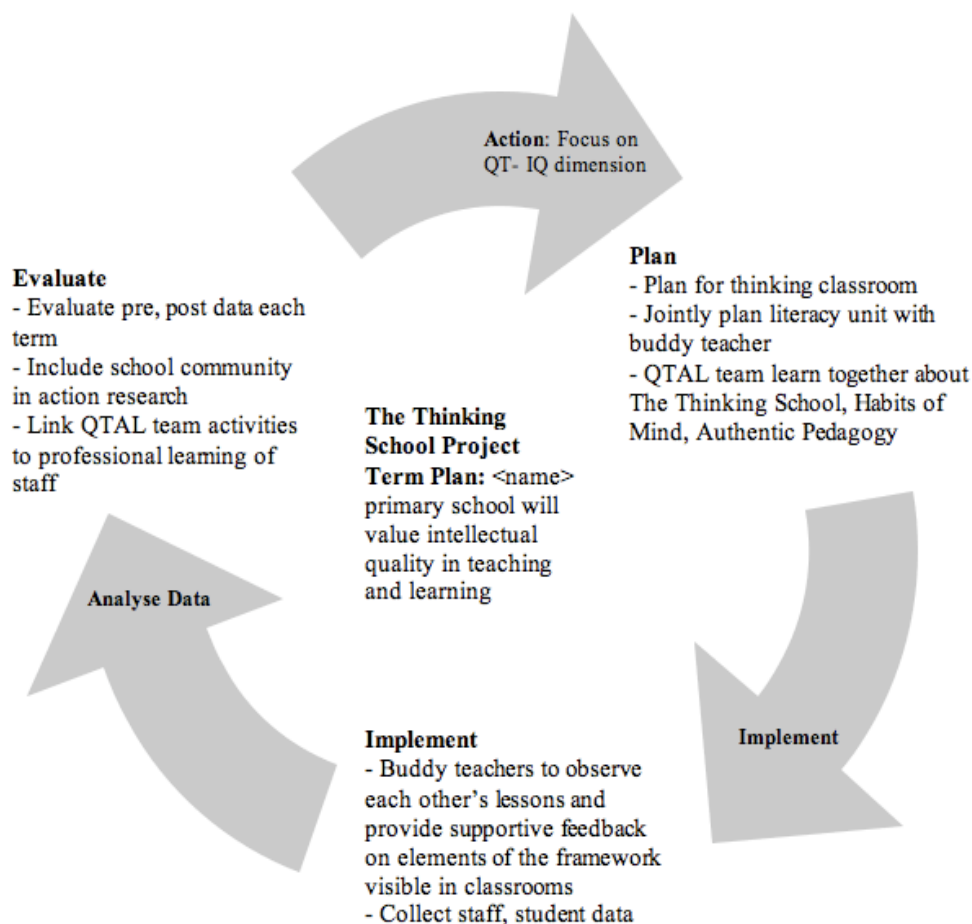 Action: Focus on
QT- IQ dimension
Plan
- Plan for thinking classroom
- Jointly plan literacy unit with
buddy teacher
- QTAL team learn together about
The Thinking School, Habits of
Mind, Authentic Pedagogy
Implement
Implement
- Buddy teachers to observe
each other's lessons and
provide supportive feedback
on elements of the framework
visible in classrooms
- Collect staff, student data
Analyse Data
Evaluate
- Evaluate pre, post data each
term
- Include school community
in action research
- Link QTAL team activities
to professional learning of
staff
The Thinking
School Project
Term Plan: <name>
primary school will
value intellectual
quality in teaching
and learning